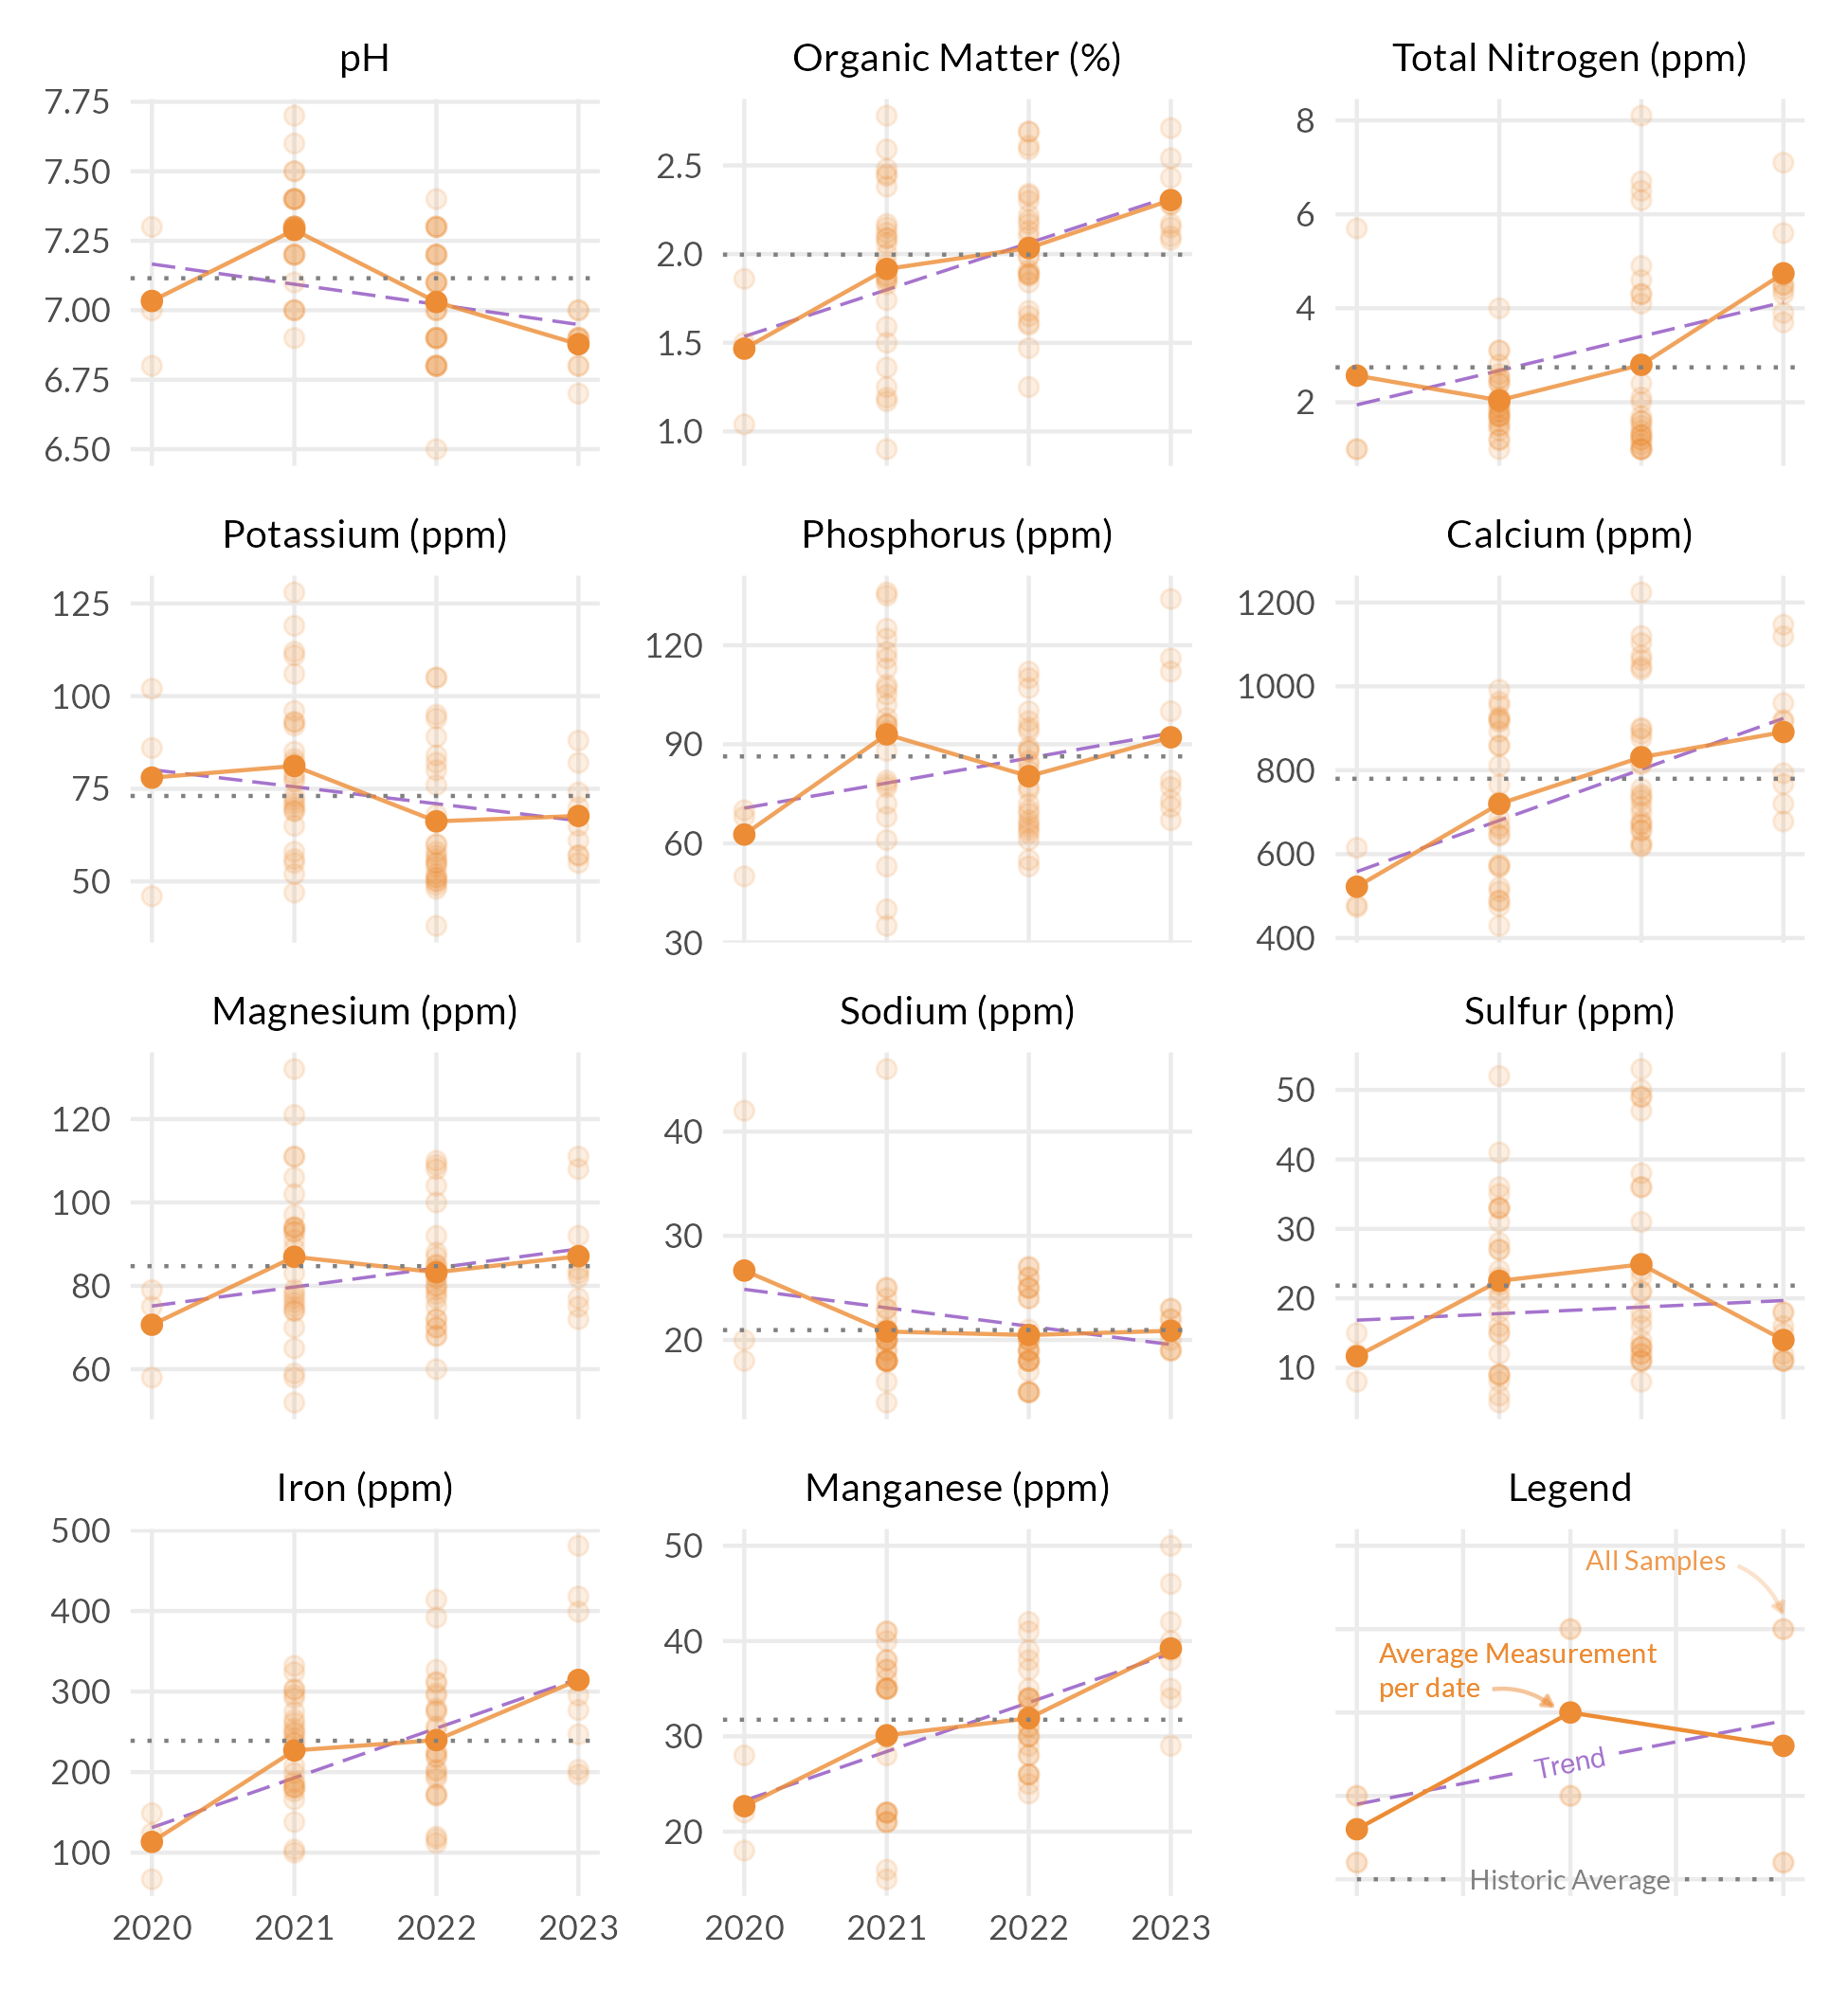 pH
7.75
7.50
7.25
7.00
6.75
6.50
Organic Matter (%)
2.5
2.0
1.5
1.0
Total Nitrogen (ppm)
8
6
4
2
Potassium (ppm)
125
100
75
50
Phosphorus (ppm)
120
90
60
30
Calcium (ppm)
1200
1000
800
600
400
Magnesium (ppm)
120
100
80
60
Sodium (ppm)
40
30
20
Sulfur (ppm)
50
40
30
20
10
Iron (ppm)
500
400
300
200
100
2020 2021 2022 2023
Manganese (ppm)
50
40
30
20
2020 2021 2022 2023
Legend
All Samples
Average Measurement
per date
Trend
Historic Average